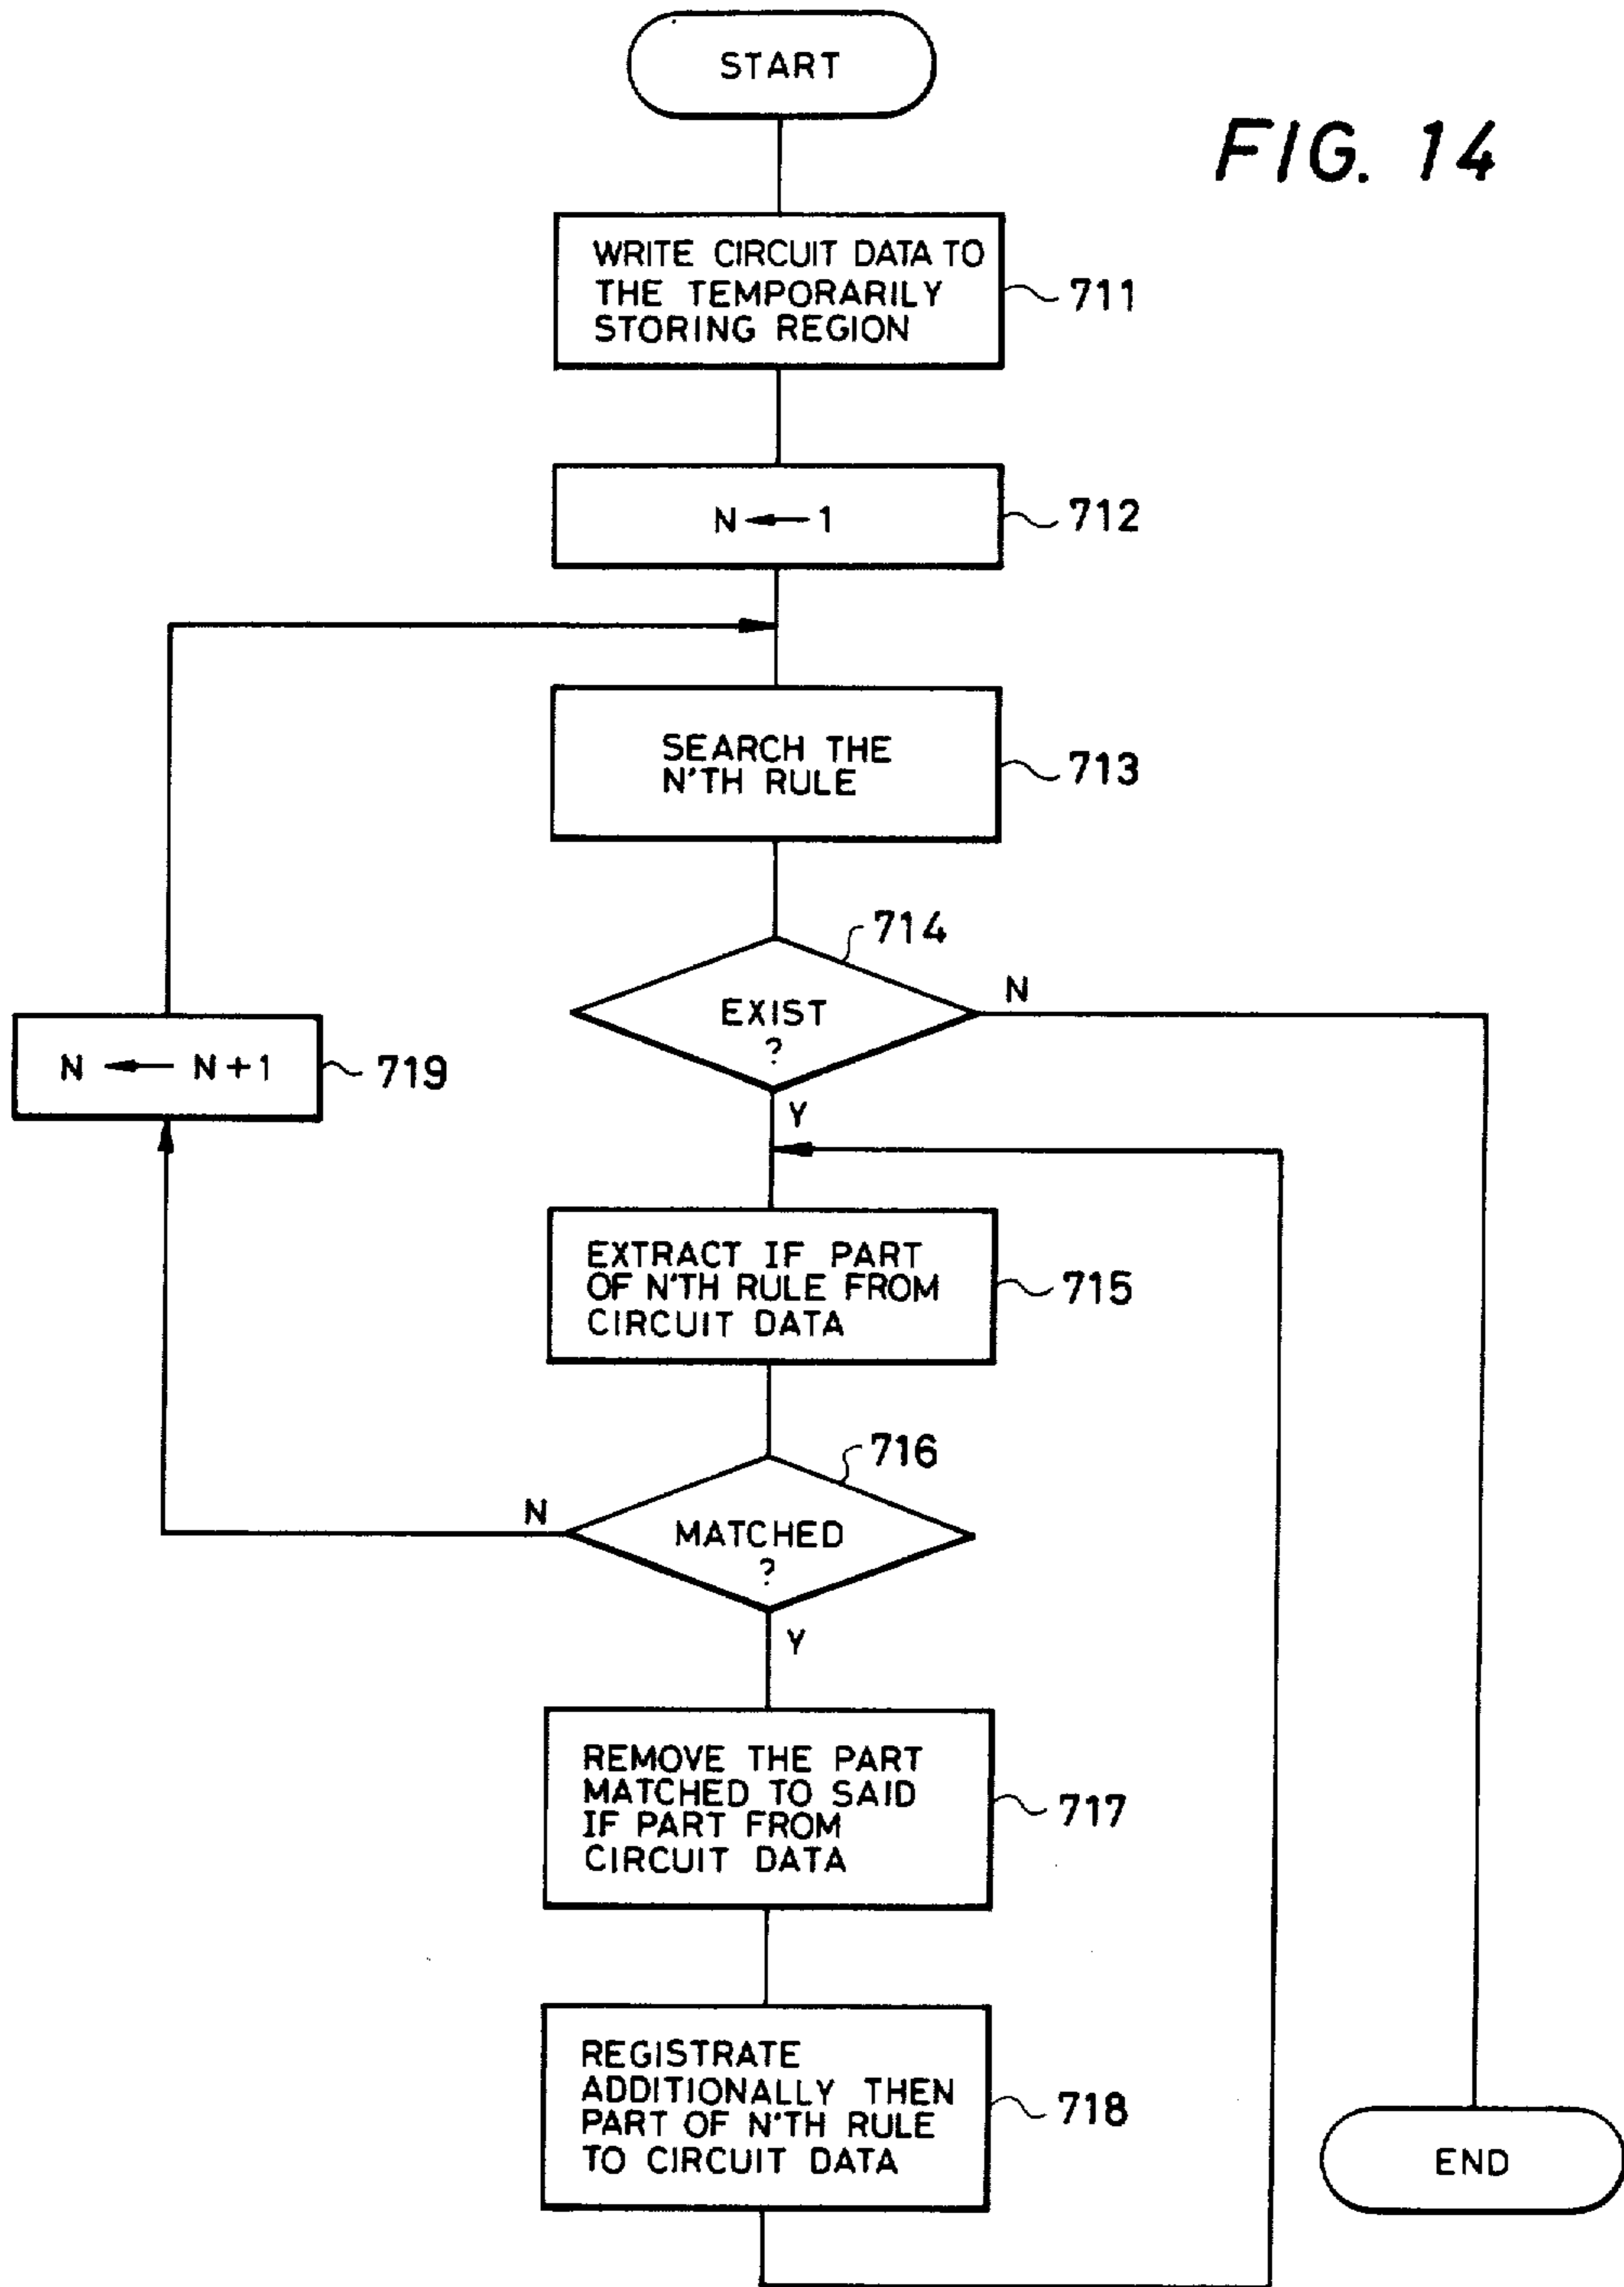 START
FIG. 14
WRITE CIRCUIT DATA TO
THE TEMPORARILY
STORING REGION
711
N ← 1
712
SEARCH THE
N'TH RULE
713
714
EXIST
?
N
Y
N ← N+1
719
EXTRACT IF PART
OF N'TH RULE FROM
CIRCUIT DATA
715
716
MATCHED
?
N
Y
REMOVE THE PART
MATCHED TO SAID
IF PART FROM
CIRCUIT DATA
717
REGISTRATE
ADDITIONALLY THEN
PART OF N'TH RULE
TO CIRCUIT DATA
718
END